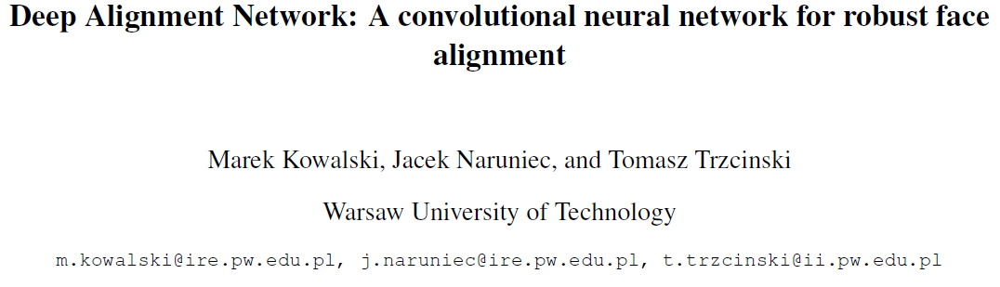 Deep Alignment Network: A convolutional neural network for robust face
alignment
Marek Kowalski, Jacek Naruniec, and Tomasz Trzcinski
Warsaw University of Technology
m.kowalski@ire.pw.edu.pl, j.naruniec@ire.pw.edu.pl, t.trzcinski@ii.pw.edu.pl